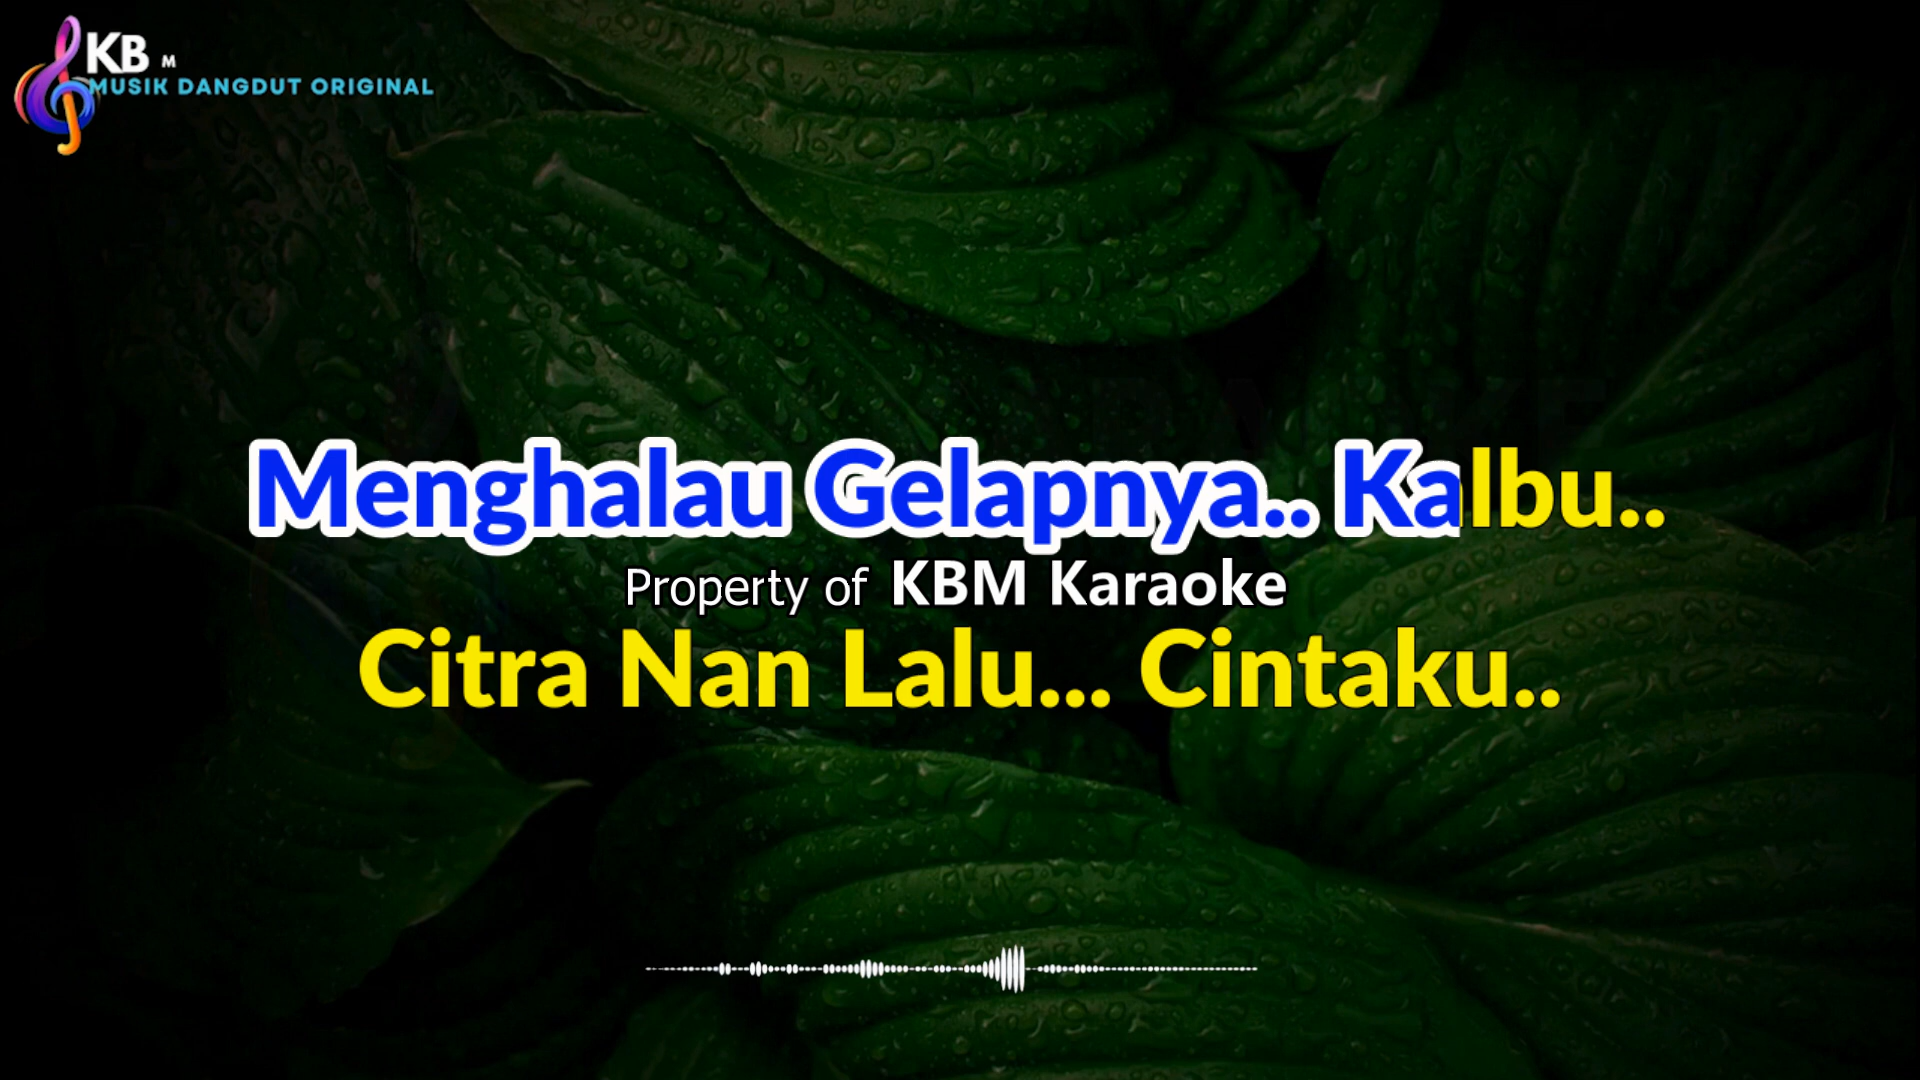 KB M
MUSIK DANGDUT ORIGINAL
Menghalau Gelapnya.. Kalbu..
Property of KBM Karaoke
Citra Nan Lalu... Cintaku..